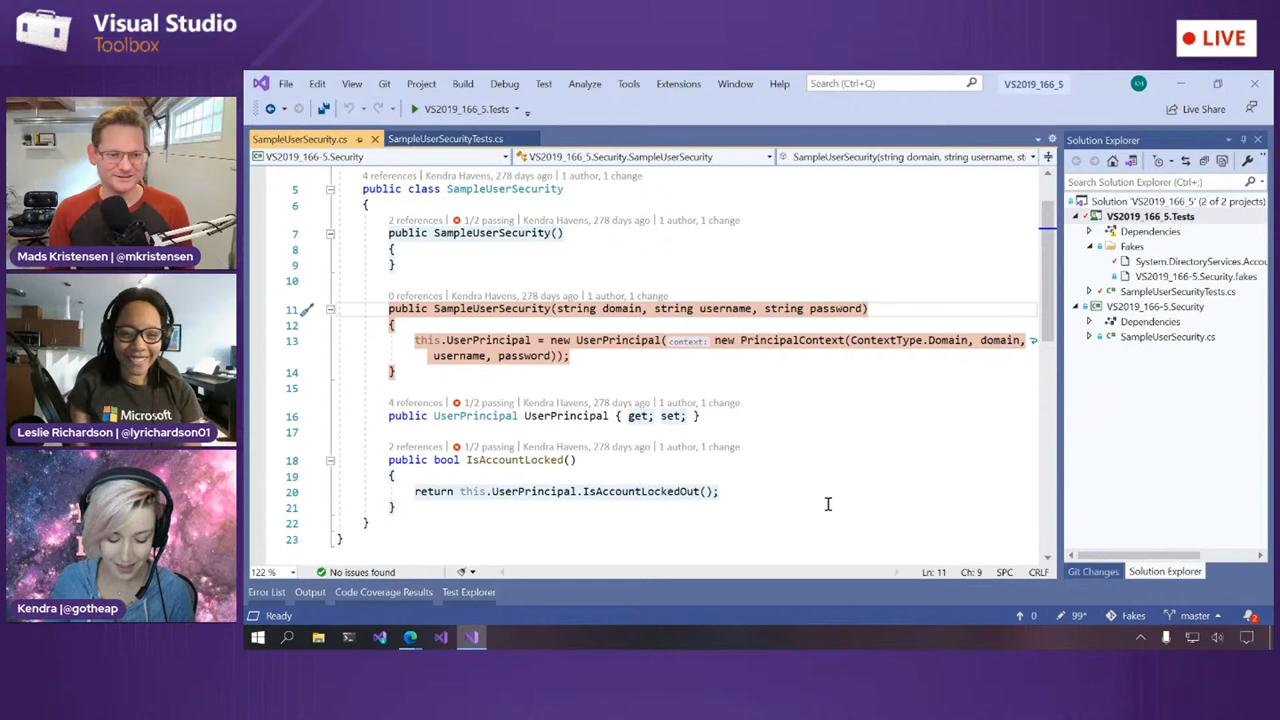 Visual Studio
Toolbox
LIVE
Mads Kristensen | @mkristensen
Microsoft
Leslie Richardson | @lyrichardson01
Kendra |@gotheap
File Edit View Git Project Build Debug Test Analyze Tools Extensions Window Help Search (Ctrl+Q) VS2019_166_5 KH
VS2019_166_5.Tests Live Share
SampleUserSecurity.cs SampleUserSecurityTests.cs
VS2019_166-5.Security VS2019_166_5.Security.SampleUserSecurity SampleUserSecurity(string domain, string username, str
4 references | Kendra Havens, 278 days ago | 1 author, 1 change
5 public class SampleUserSecurity
6 {
2 references | 1/2 passing | Kendra Havens, 278 days ago | 1 author, 1 change
7 public SampleUserSecurity()
8 {
9 }
10
0 references | Kendra Havens, 278 days ago | 1 author, 1 change
11 public SampleUserSecurity(string domain, string username, string password)
12 {
13 this.UserPrincipal = new UserPrincipal(context: new PrincipalContext(ContextType.Domain, domain,
username, password));
14 }
15
4 references | 1/2 passing | Kendra Havens, 278 days ago | 1 author, 1 change
16 public UserPrincipal UserPrincipal { get; set; }
17
2 references | 1/2 passing | Kendra Havens, 278 days ago | 1 author, 1 change
18 public bool IsAccountLocked()
19 {
20 return this.UserPrincipal.IsAccountLockedOut();
21 }
22 }
23 }
122 % No issues found Ln: 11 Ch: 9 SPC CRLF
Error List Output Code Coverage Results Test Explorer
Ready 0 99+ Fakes master 2
Solution Explorer
Search Solution Explorer (Ctrl+;)
Solution 'VS2019_166_5' (2 of 2 projects)
VS2019_166_5.Tests
Dependencies
Fakes
System.DirectoryServices.Accou
VS2019_166_5.Security.fakes
SampleUserSecurityTests.cs
VS2019_166-5.Security
Dependencies
SampleUserSecurity.cs
Git Changes Solution Explorer